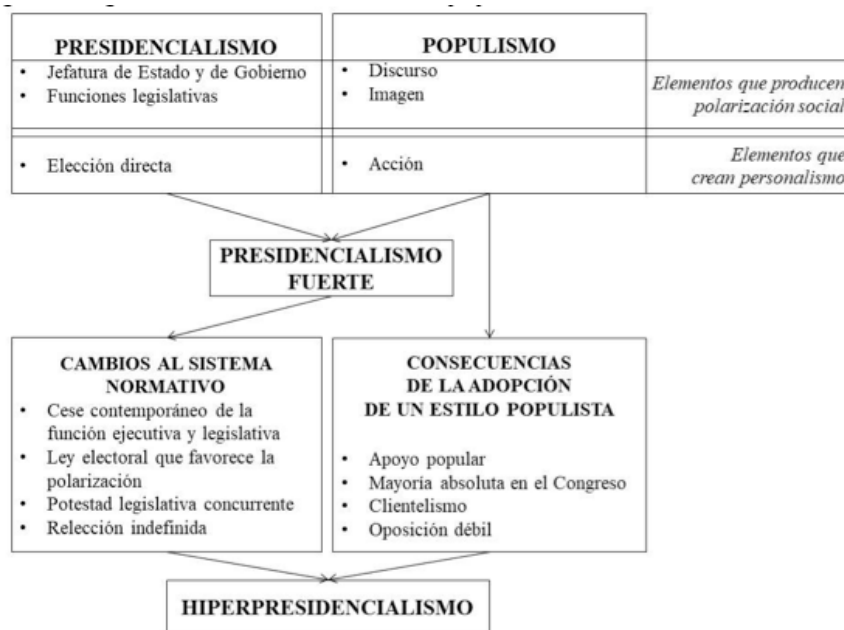 PRESIDENCIALISMO
• Jefatura de Estado y de Gobierno
• Funciones legislativas
POPULISMO
• Discurso
• Imagen
Elementos que producen
polarización social
• Elección directa
• Acción
Elementos que
crean personalismo
PRESIDENCIALISMO
FUERTE
CAMBIOS AL SISTEMA
NORMATIVO
• Cese contemporáneo de la
función ejecutiva y legislativa
• Ley electoral que favorece la
polarización
• Potestad legislativa concurrente
• Relección indefinida
CONSECUENCIAS
DE LA ADOPCIÓN
DE UN ESTILO POPULISTA
• Apoyo popular
• Mayoría absoluta en el Congreso
• Clientelismo
• Oposición débil
HIPERPRESIDENCIALISMO